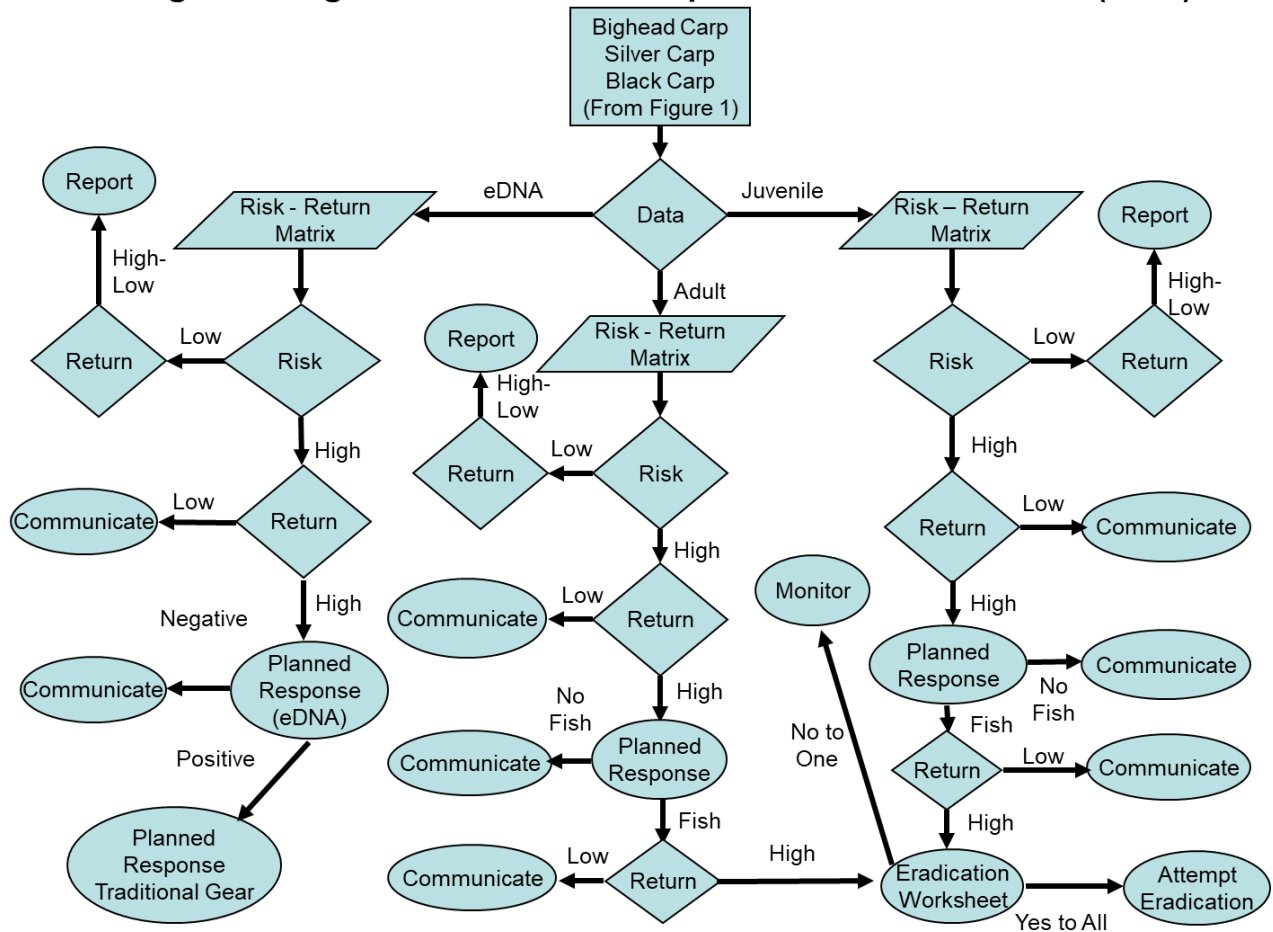 Bighead Carp
Silver Carp
Black Carp
(From Figure 1)
Data
eDNA
Juvenile
Adult
Report
Risk - Return
Matrix
High-
Low
Return
Low
Risk
High
Communicate
Low
Return
High
Negative
Communicate
Planned
Response
(eDNA)
Positive
Planned
Response
Traditional Gear
Report
Risk - Return
Matrix
High-
Low
Return
Low
Risk
High
Communicate
Low
Return
High
No
Fish
Communicate
Planned
Response
Fish
Communicate
Low
Return
High
Risk – Return
Matrix
Report
High-
Low
Risk
Low
Return
High
Return
Low
Communicate
High
Planned
Response
No
Fish
Communicate
Fish
Return
Low
Communicate
High
Monitor
No to
One
Eradication
Worksheet
Yes to All
Attempt
Eradication